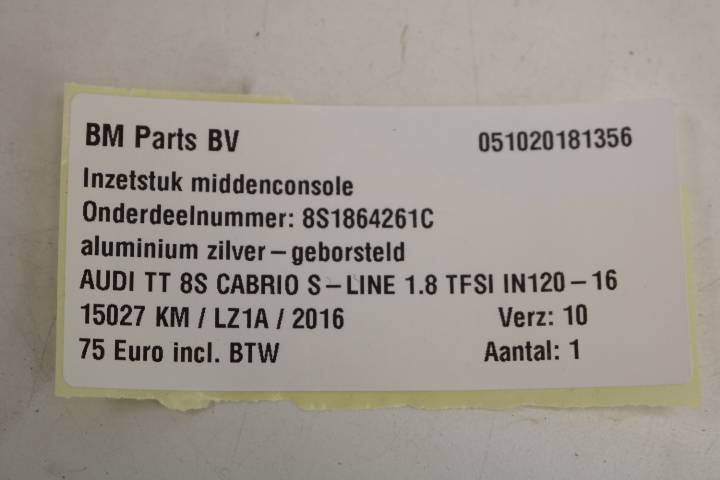 BM Parts BV 051020181356
Inzetstuk middenconsole
Onderdeelnummer: 8S1864261C
aluminium zilver-geborsteld
AUDI TT 8S CABRIO S-LINE 1.8 TFSI IN120-16
15027 KM / LZ1A / 2016 Verz: 10
75 Euro incl. BTW Aantal: 1